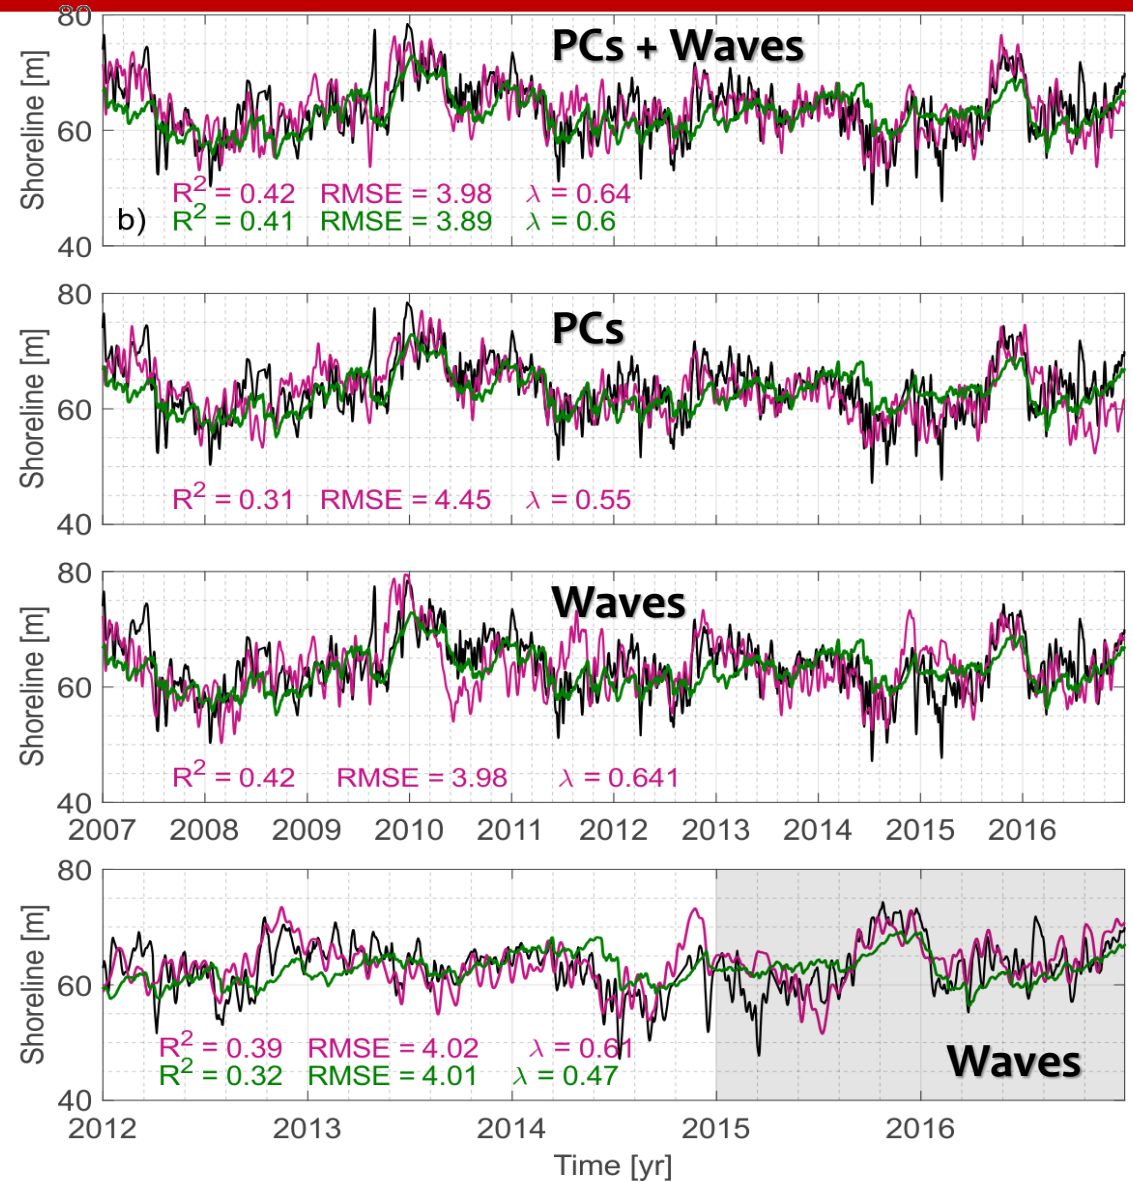 80
PCs + Waves
Shoreline [m]
60
R² = 0.42 RMSE = 3.98 λ = 0.64
b) R² = 0.41 RMSE = 3.89 λ = 0.6
40
80
PCs
Shoreline [m]
60
R² = 0.31 RMSE = 4.45 λ = 0.55
40
80
Waves
Shoreline [m]
60
R² = 0.42 RMSE = 3.98 λ = 0.641
40
2007 2008 2009 2010 2011 2012 2013 2014 2015 2016
80
Shoreline [m]
60
R² = 0.39 RMSE = 4.02 λ = 0.61
R² = 0.32 RMSE = 4.01 λ = 0.47
Waves
40
2012 2013 2014 2015 2016
Time [yr]